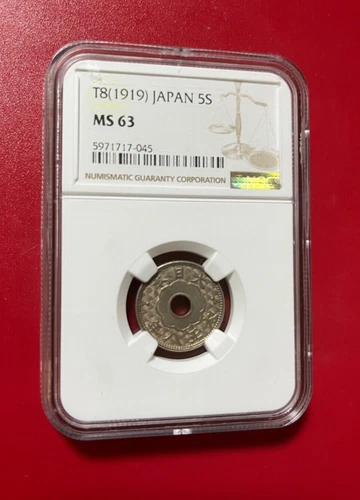 T8(1919) JAPAN 5S
MS 63
5971717-045
NUMISMATIC GUARANTY CORPORATION